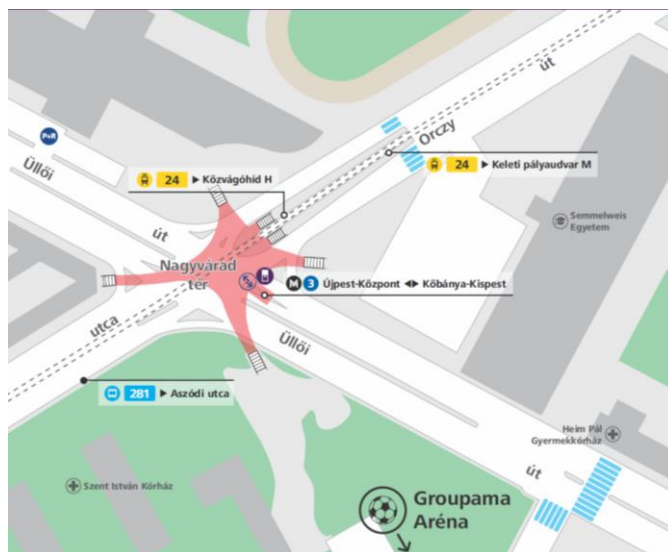 P+R
Üllői
út
Orczy
út
24 ▶ Közvágóhíd H
24 ▶ Keleti pályaudvar M
Semmelweis
Egyetem
Nagyvárad
tér
M 3 Újpest-Központ ◀▶ Kőbánya-Kispest
utca
Üllői
út
281 ▶ Aszódi utca
Heim Pál
Gyermekkórház
Szent István Kórház
Groupama
Aréna